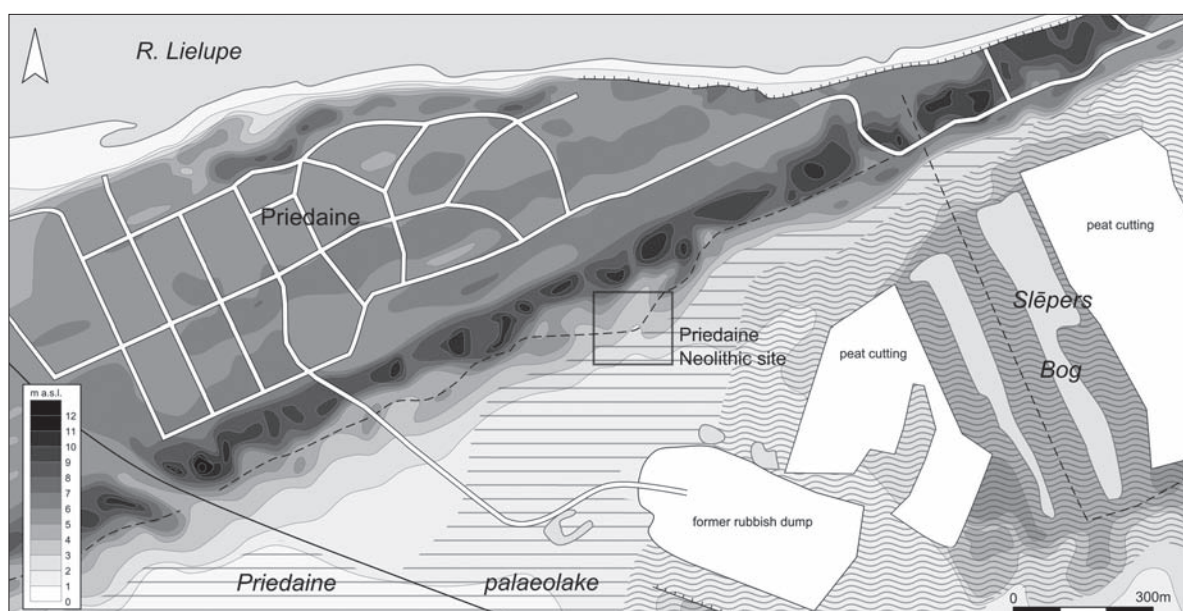 R. Lielupe
Priedaine
peat cutting
Slēpers
Bog
peat cutting
Priedaine
Neolithic site
former rubbish dump
Priedaine palaeolake
m a.s.l.
12
11
10
9
8
7
6
5
4
3
2
1
0
0 300m